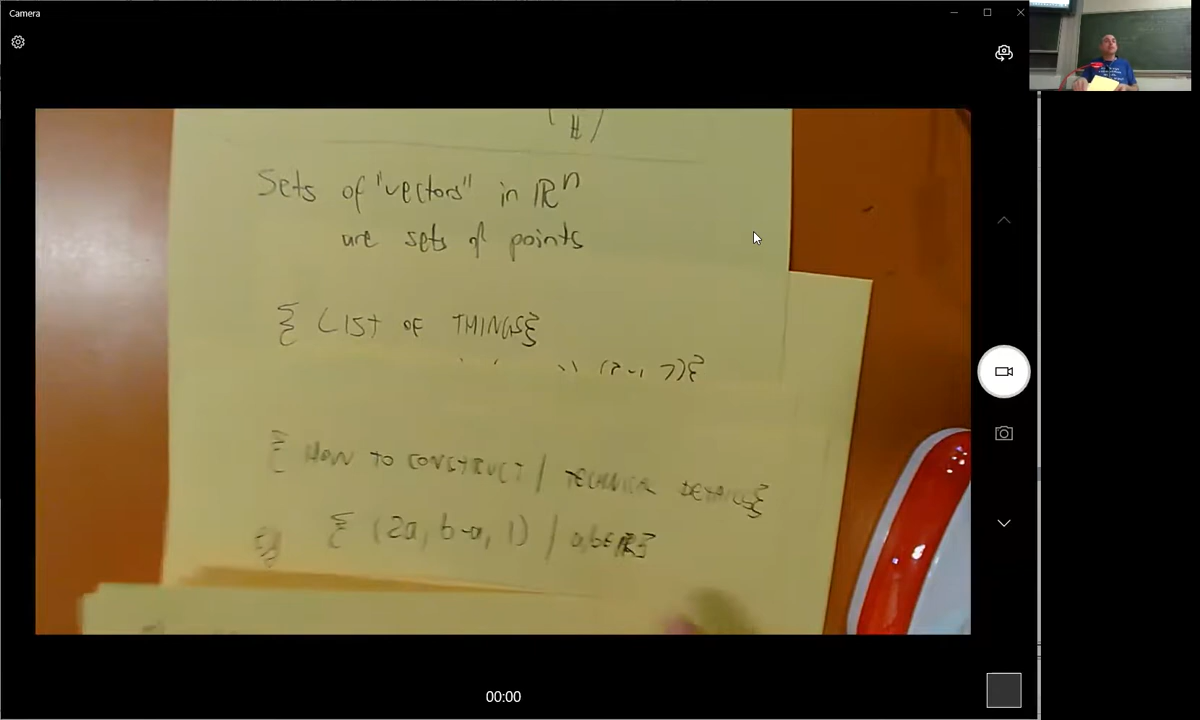 Camera
Sets of "vectors" in ℝⁿ
are sets of points
{ LIST OF THINGS}
{ HOW TO CONSTRUCT / TECHNICAL DETAILS}
eg { (2a, b-a, 1) | a,b∈ℝ}
00:00